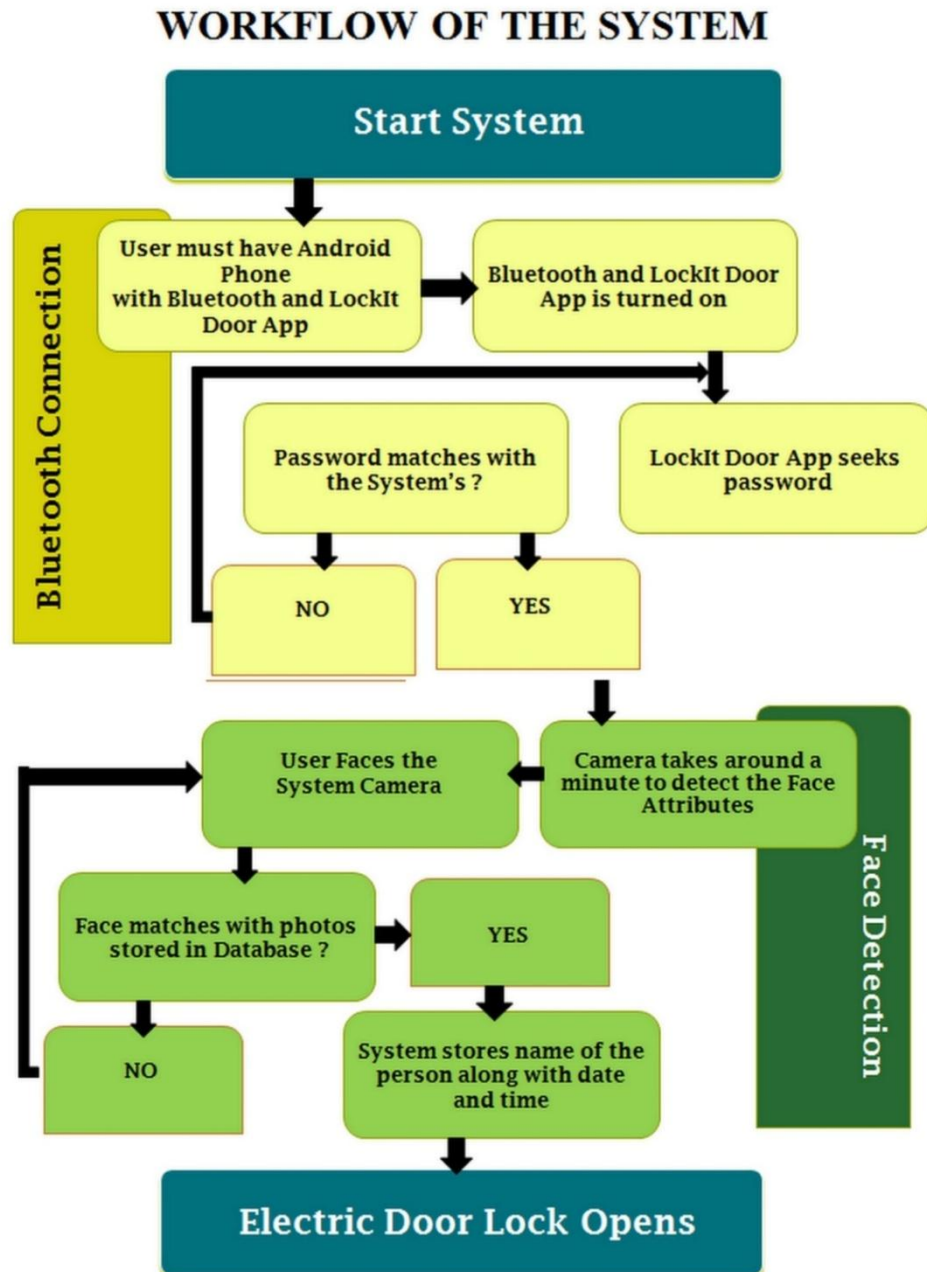 WORKFLOW OF THE SYSTEM
Start System
Bluetooth Connection
User must have Android
Phone
with Bluetooth and LockIt
Door App
Bluetooth and LockIt Door
App is turned on
LockIt Door App seeks
password
Password matches with
the System's ?
NO
YES
Camera takes around a
minute to detect the Face
Attributes
User Faces the
System Camera
Face Detection
Face matches with photos
stored in Database ?
YES
NO
System stores name of the
person along with date
and time
Electric Door Lock Opens